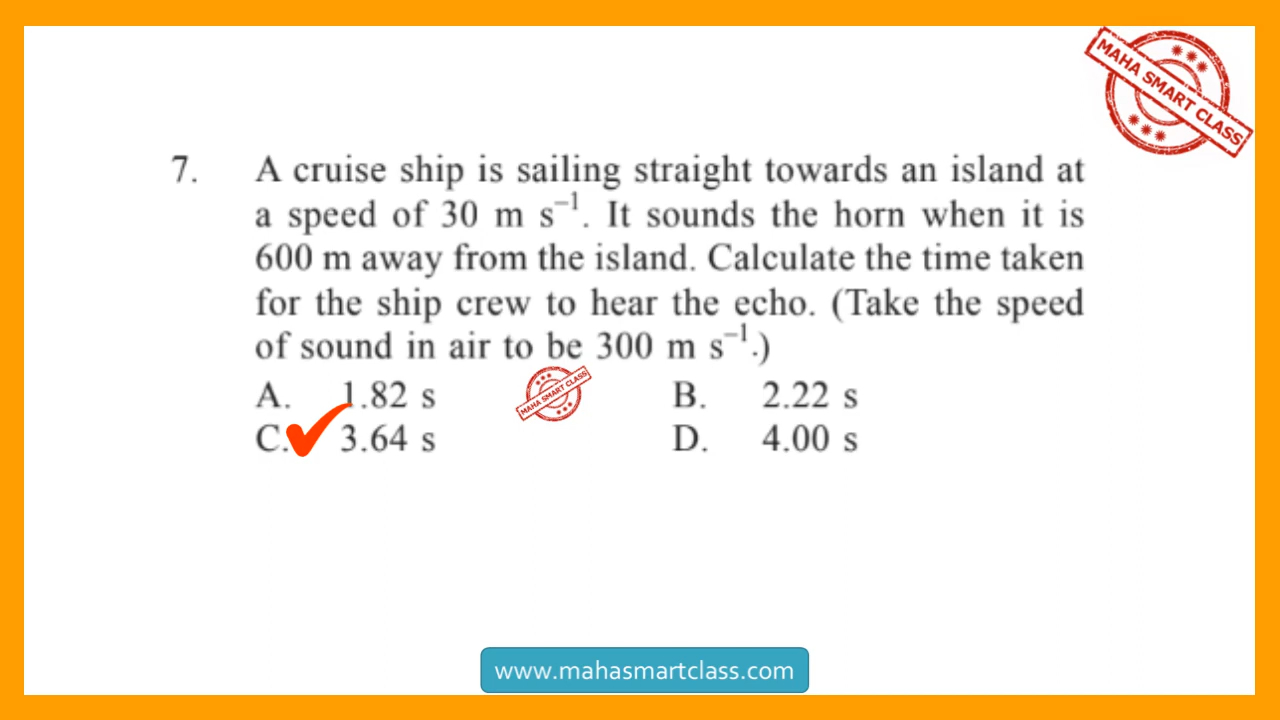 MAHA SMART CLASS
7. A cruise ship is sailing straight towards an island at
a speed of 30 m s⁻¹. It sounds the horn when it is
600 m away from the island. Calculate the time taken
for the ship crew to hear the echo. (Take the speed
of sound in air to be 300 m s⁻¹.)
A. 1.82 s B. 2.22 s
MAHA SMART CLASS
C. 3.64 s D. 4.00 s
www.mahasmartclass.com